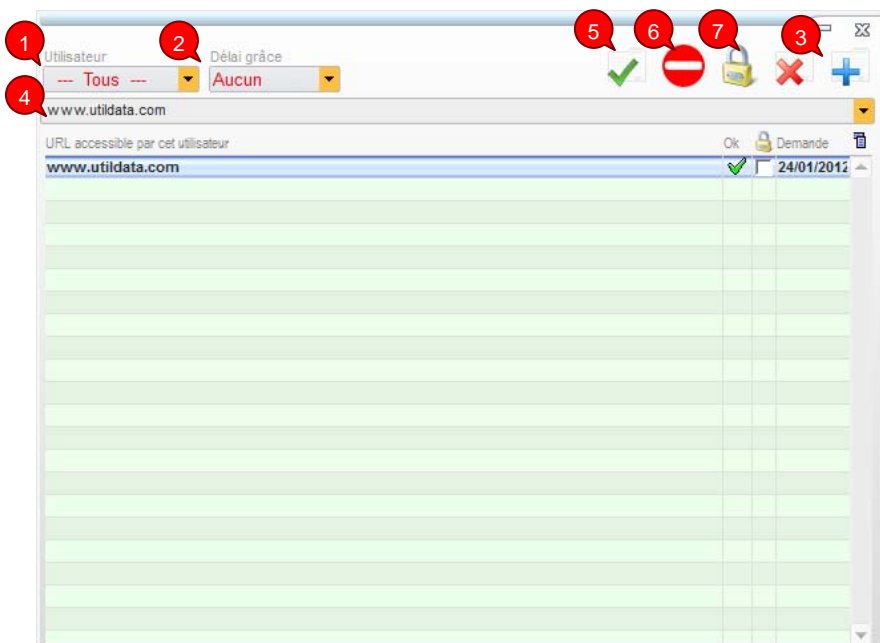 5 6 7
1 2 3
Utilisateur Délai grâce
--- Tous --- Aucun
4
www.utildata.com
URL accessible par cet utilisateur Ok Demande
www.utildata.com 24/01/2012